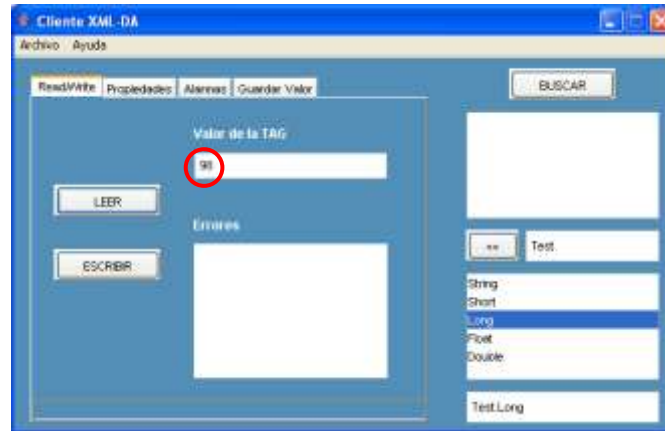 Cliente XML-DA
Archivo Ayuda
Read/Write Propiedades Alarmas Guardar Valor
BUSCAR
Valor de la TAG
98
LEER
Errores
ESCRIBIR
<<
Test
String
Short
Long
Float
Double
Test.Long